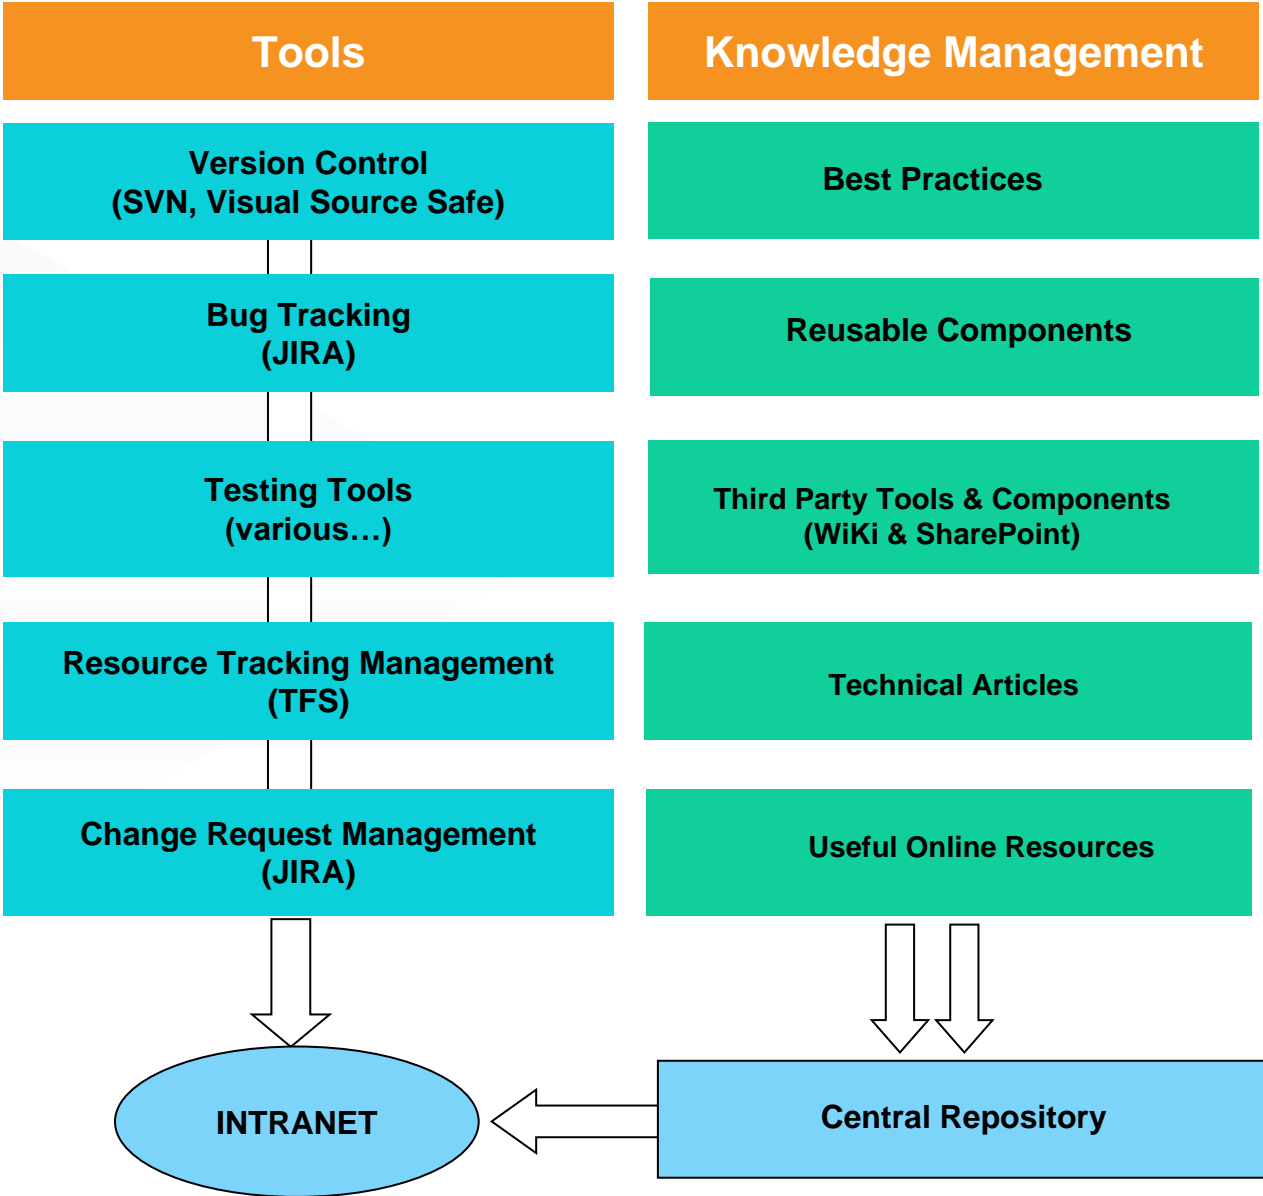 Tools
Knowledge Management
Version Control
(SVN, Visual Source Safe)
Best Practices
Bug Tracking
(JIRA)
Reusable Components
Testing Tools
(various…)
Third Party Tools & Components
(WiKi & SharePoint)
Resource Tracking Management
(TFS)
Technical Articles
Change Request Management
(JIRA)
Useful Online Resources
INTRANET
Central Repository